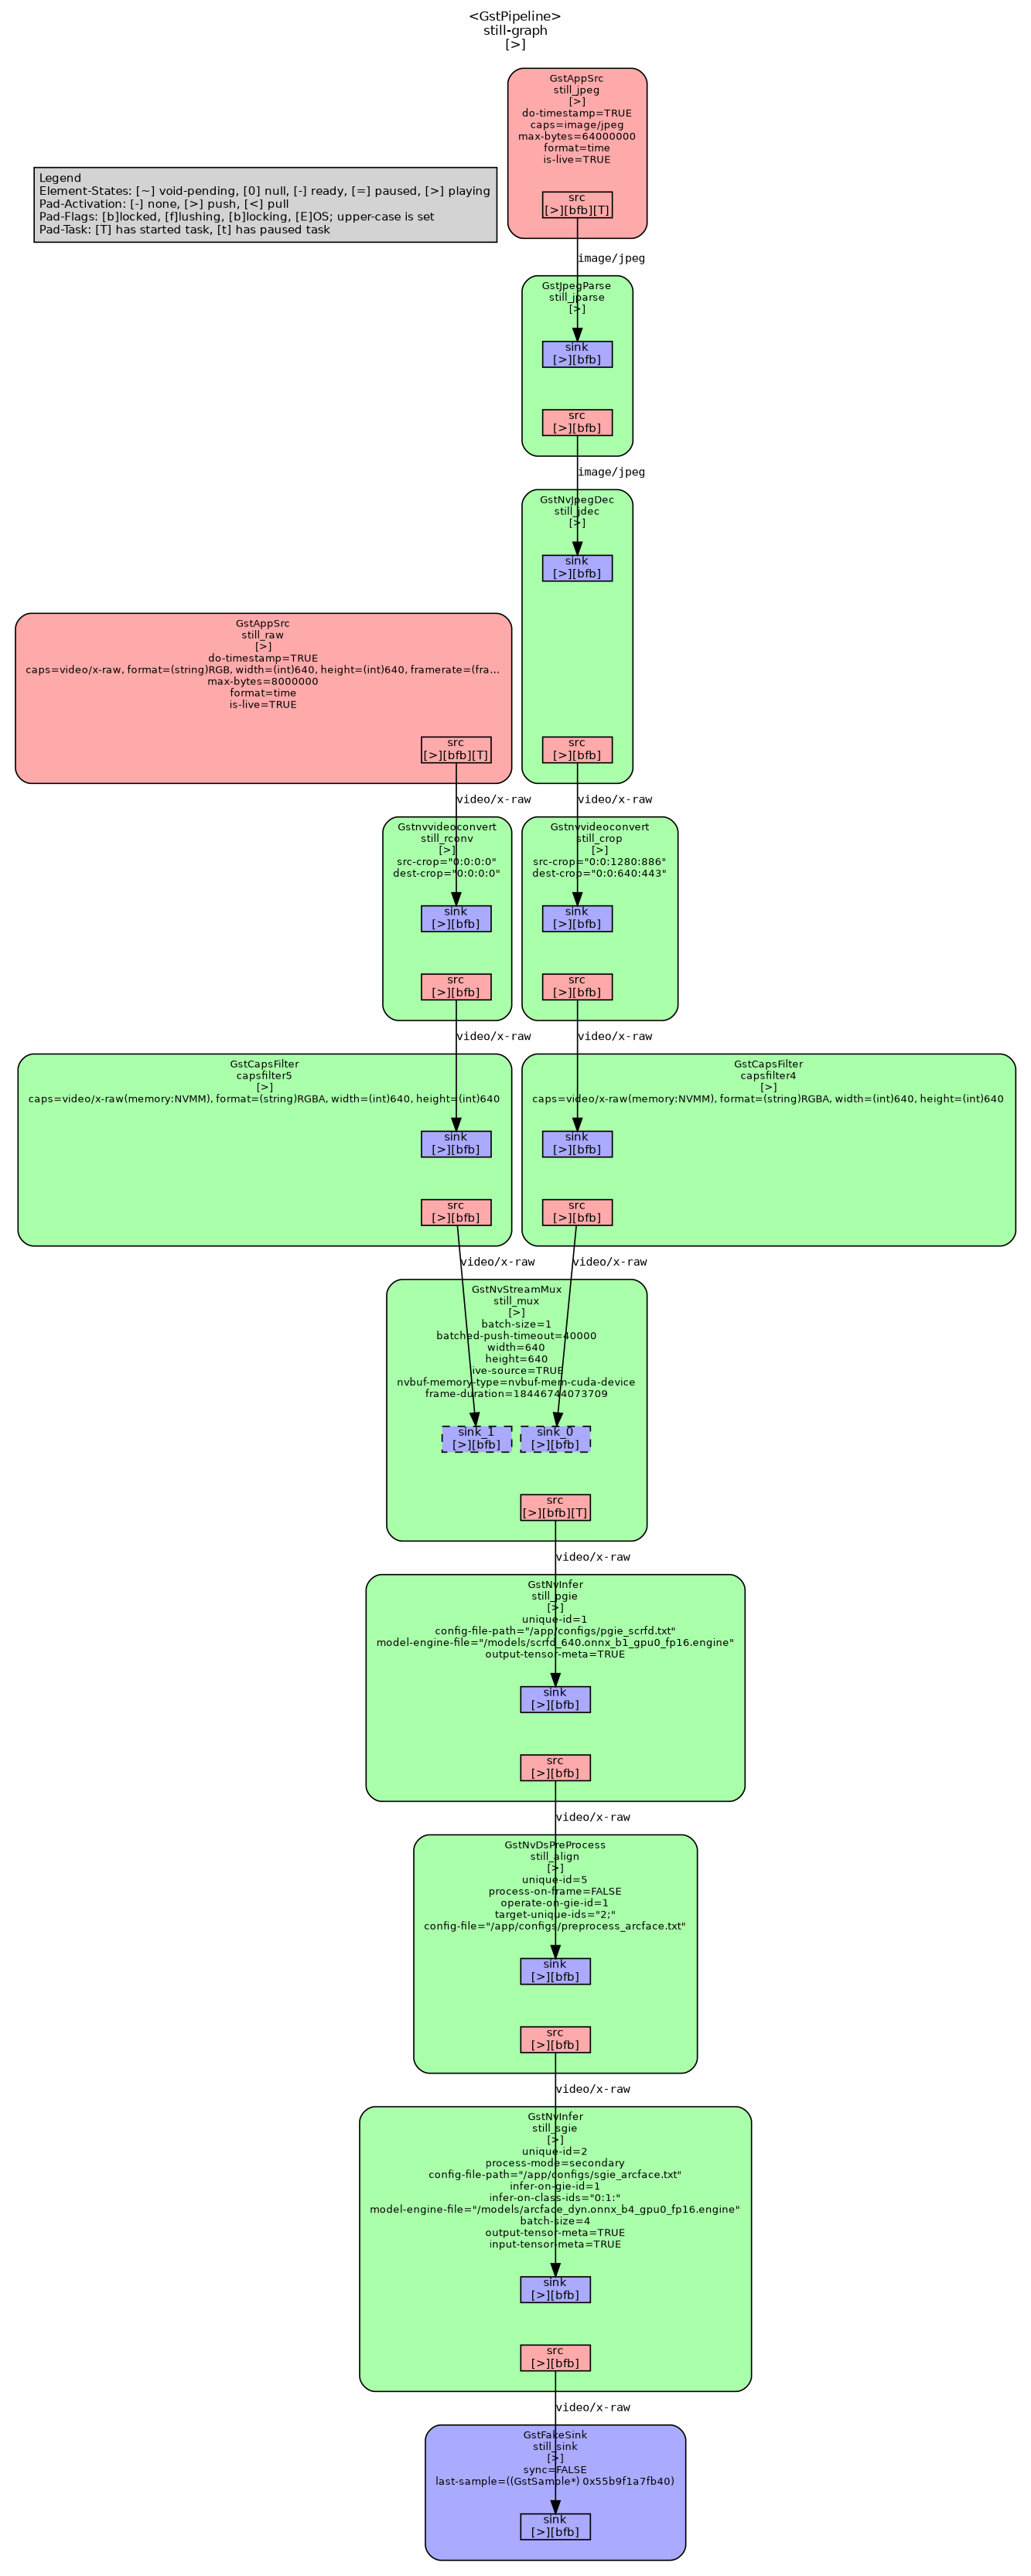 <GstPipeline>
still-graph
[>]
Legend
Element-States: [~] void-pending, [0] null, [-] ready, [=] paused, [>] playing
Pad-Activation: [-] none, [>] push, [<] pull
Pad-Flags: [b]locked, [f]lushing, [b]locking, [E]OS; upper-case is set
Pad-Task: [T] has started task, [t] has paused task
GstAppSrc
still_jpeg
[>]
do-timestamp=TRUE
caps=image/jpeg
max-bytes=64000000
format=time
is-live=TRUE
src
[>][bfb][T]
image/jpeg
GstJpegParse
still_jparse
[>]
sink
[>][bfb]
src
[>][bfb]
image/jpeg
GstNvJpegDec
still_jdec
[>]
sink
[>][bfb]
src
[>][bfb]
video/x-raw
GstAppSrc
still_raw
[>]
do-timestamp=TRUE
caps=video/x-raw, format=(string)RGB, width=(int)640, height=(int)640, framerate=(fra...
max-bytes=8000000
format=time
is-live=TRUE
src
[>][bfb][T]
video/x-raw
Gstnvvideoconvert
still_rconv
[>]
src-crop="0:0:0:0"
dest-crop="0:0:0:0"
sink
[>][bfb]
src
[>][bfb]
video/x-raw
Gstnvvideoconvert
still_crop
[>]
src-crop="0:0:1280:886"
dest-crop="0:0:640:443"
sink
[>][bfb]
src
[>][bfb]
video/x-raw
GstCapsFilter
capsfilter5
[>]
caps=video/x-raw(memory:NVMM), format=(string)RGBA, width=(int)640, height=(int)640
sink
[>][bfb]
src
[>][bfb]
video/x-raw
GstCapsFilter
capsfilter4
[>]
caps=video/x-raw(memory:NVMM), format=(string)RGBA, width=(int)640, height=(int)640
sink
[>][bfb]
src
[>][bfb]
video/x-raw
GstNvStreamMux
still_mux
[>]
batch-size=1
batched-push-timeout=40000
width=640
height=640
live-source=TRUE
nvbuf-memory-type=nvbuf-mem-cuda-device
frame-duration=18446744073709
sink_1
[>][bfb]
sink_0
[>][bfb]
src
[>][bfb][T]
video/x-raw
GstNvInfer
still_pgie
[>]
unique-id=1
config-file-path="/app/configs/pgie_scrfd.txt"
model-engine-file="/models/scrfd_640.onnx_b1_gpu0_fp16.engine"
output-tensor-meta=TRUE
sink
[>][bfb]
src
[>][bfb]
video/x-raw
GstNvDsPreProcess
still_align
[>]
unique-id=5
process-on-frame=FALSE
operate-on-gie-id=1
target-unique-ids="2;"
config-file="/app/configs/preprocess_arcface.txt"
sink
[>][bfb]
src
[>][bfb]
video/x-raw
GstNvInfer
still_sgie
[>]
unique-id=2
process-mode=secondary
config-file-path="/app/configs/sgie_arcface.txt"
infer-on-gie-id=1
infer-on-class-ids="0:1:"
model-engine-file="/models/arcface_dyn.onnx_b4_gpu0_fp16.engine"
batch-size=4
output-tensor-meta=TRUE
input-tensor-meta=TRUE
sink
[>][bfb]
src
[>][bfb]
video/x-raw
GstFakeSink
still_sink
[>]
sync=FALSE
last-sample=((GstSample*) 0x55b9f1a7fb40)
sink
[>][bfb]